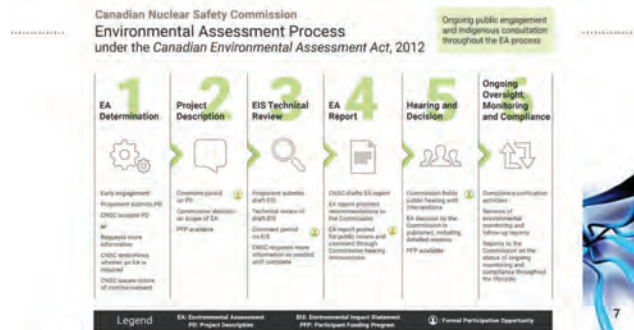 Canadian Nuclear Safety Commission
Environmental Assessment Process
under the Canadian Environmental Assessment Act, 2012
Ongoing public engagement
and Indigenous consultation
throughout the EA process
1
EA
Determination
Early engagement
Proponent submits PD
CNSC accepts PD
or
Requests more
information
CNSC determines
whether an EA is
required
CNSC issues notice
of commencement
2
Project
Description
Comment period
on PD
Commission decision
on scope of EA
PFP available
3
EIS Technical
Review
Proponent submits
draft EIS
Technical review of
draft EIS
Comment period
on EIS
CNSC requests more
information as needed
until complete
4
EA
Report
CNSC drafts EA report
EA report provides
recommendations to the
Commission
EA report posted
for public review and
comment through
Commission hearing
interventions
5
Hearing and
Decision
Commission holds
public hearing with
interventions
EA decision by the
Commission is
published, including
detailed reasons
PFP available
Ongoing
Oversight,
Monitoring
and Compliance
Compliance verification
activities
Reviews of
environmental
monitoring and
follow-up reports
Reports to the
Commission on the
status of ongoing
monitoring and
compliance throughout
the lifecycle
Legend
EA: Environmental Assessment
PD: Project Description
EIS: Environmental Impact Statement
PFP: Participant Funding Program
: Formal Participation Opportunity
7